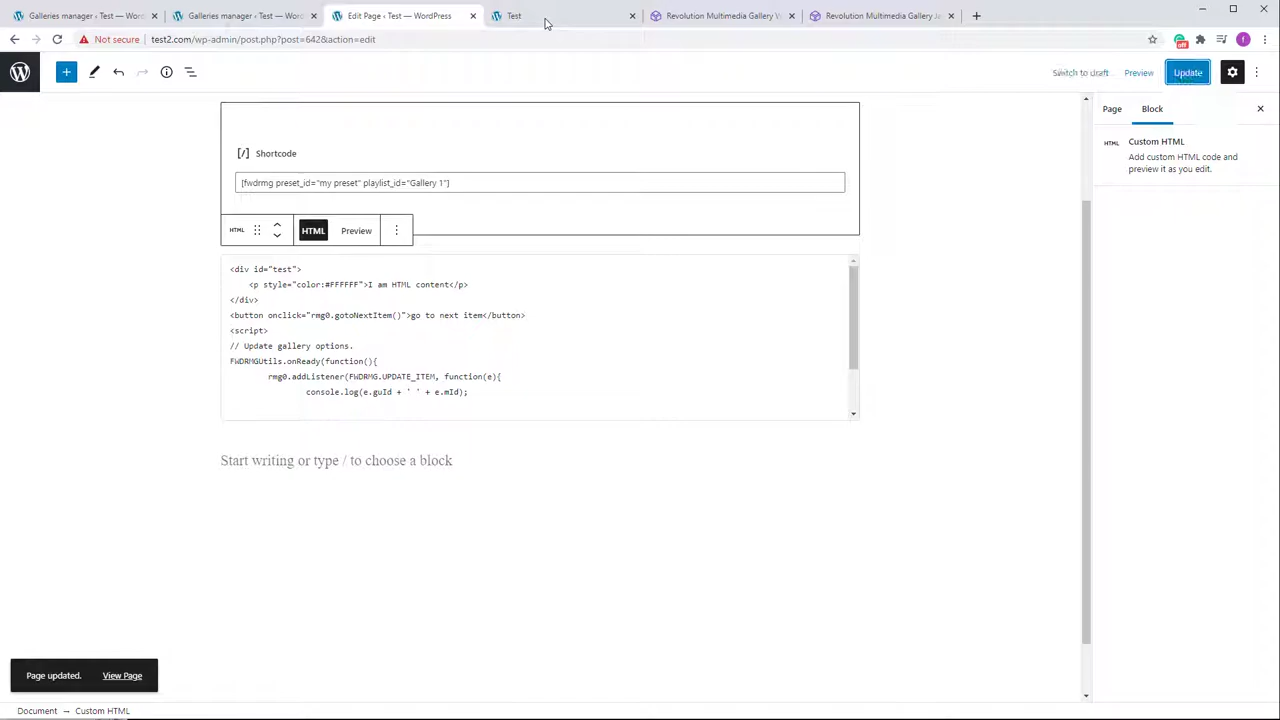 Galleries manager ‹ Test — Word
Galleries manager ‹ Test — Word
Edit Page ‹ Test — WordPress
Test
Revolution Multimedia Gallery
Revolution Multimedia Gallery
Not secure
test2.com/wp-admin/post.php?post=642&action=edit
off
f
Switch to draft
Preview
Update
[/] Shortcode
[fwdrmg preset_id="my preset" playlist_id="Gallery 1"]
HTML
HTML
Preview
<div id="test">
<p style="color:#FFFFFF">I am HTML content</p>
</div>
<button onclick="rmg0.gotoNextItem()">go to next item</button>
<script>
// Update gallery options.
FWDRMGUtils.onReady(function(){
rmg0.addListener(FWDRMG.UPDATE_ITEM, function(e){
console.log(e.guId + ' ' + e.mId);
Start writing or type / to choose a block
Page
Block
HTML
Custom HTML
Add custom HTML code and
preview it as you edit.
Page updated.
View Page
Document → Custom HTML